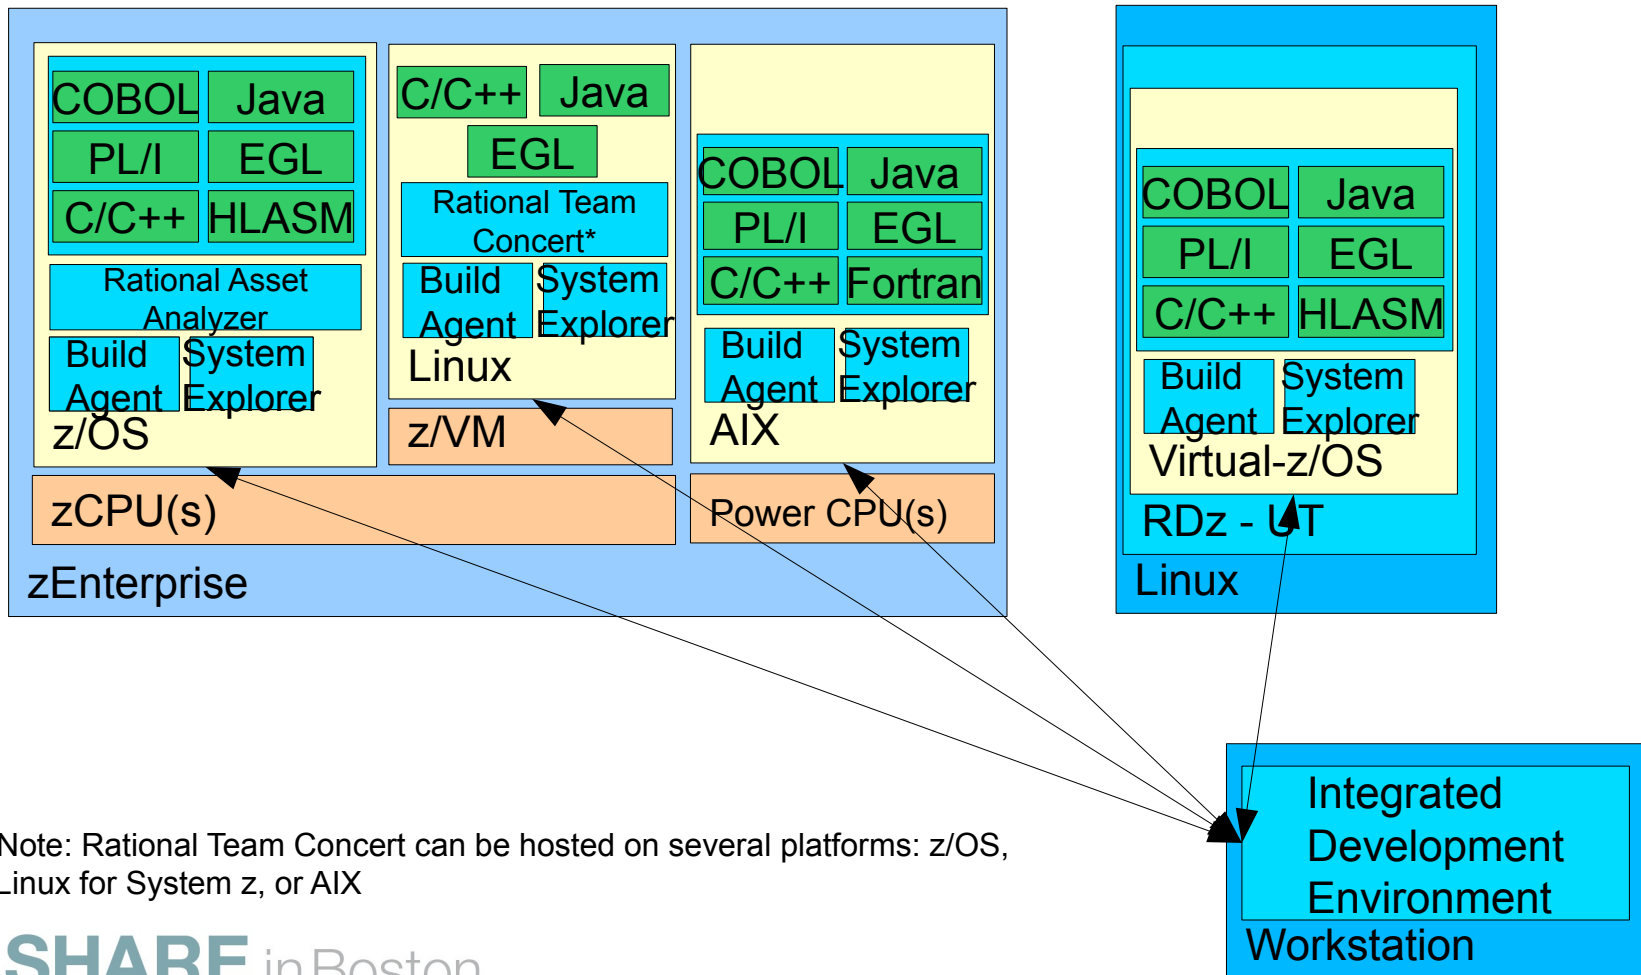 COBOL Java
PL/I EGL
C/C++ HLASM
Rational Asset
Analyzer
Build System
Agent Explorer
z/OS
C/C++ Java
EGL
Rational Team
Concert*
Build System
Agent Explorer
Linux
z/VM
COBOL Java
PL/I EGL
C/C++ Fortran
Build System
Agent Explorer
AIX
zCPU(s)
Power CPU(s)
zEnterprise
COBOL Java
PL/I EGL
C/C++ HLASM
Build System
Agent Explorer
Virtual-z/OS
RDz - UT
Linux
Integrated
Development
Environment
Workstation
Note: Rational Team Concert can be hosted on several platforms: z/OS,
Linux for System z, or AIX
SHARE in Boston